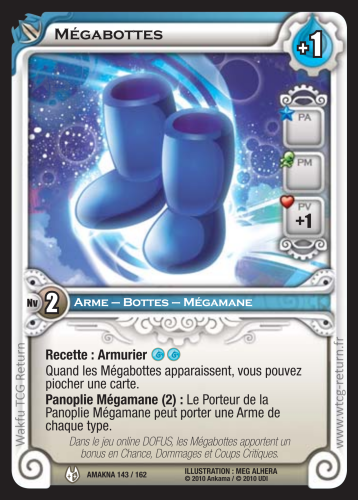 Mégabottes
+1
PA
PM
PV
+1
Nv 2 Arme – Bottes – Mégamane
Recette : Armurier
Quand les Mégabottes apparaissent, vous pouvez
piocher une carte.
Panoplie Mégamane (2) : Le Porteur de la
Panoplie Mégamane peut porter une Arme de
chaque type.
Dans le jeu online DOFUS, les Mégabottes apportent un
bonus en Chance, Dommages et Coups Critiques.
AMAKNA 143 / 162
ILLUSTRATION : MEG ALHERA
© 2010 Ankama / © 2010 UDI
Wakfu TCG Return
www.wtcg-return.fr